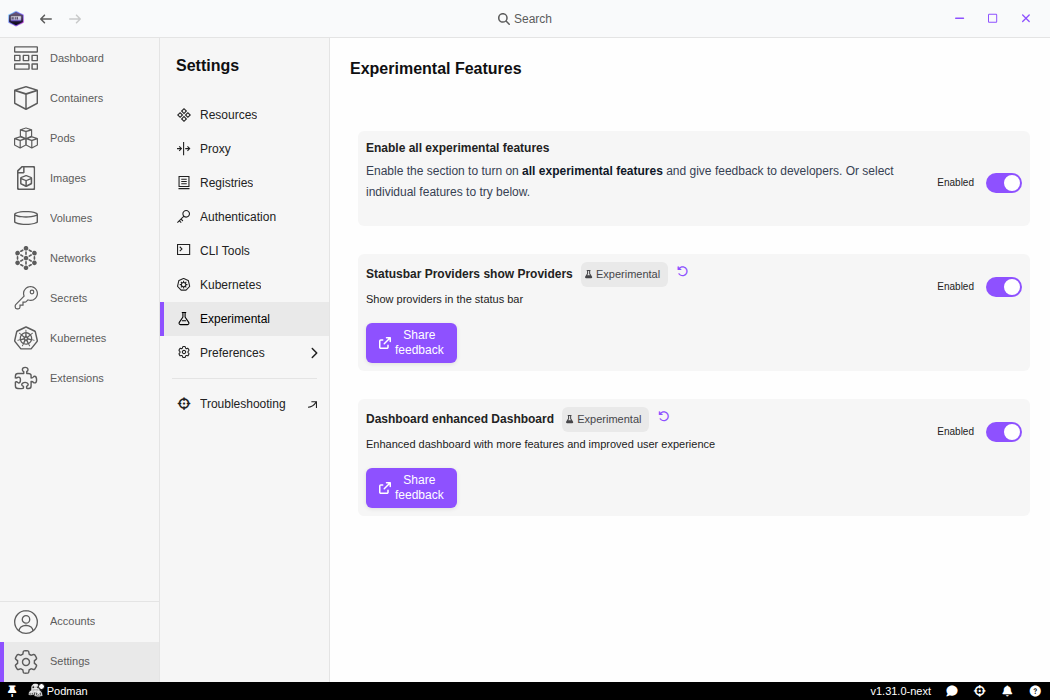 Search
Dashboard
Containers
Pods
Images
Volumes
Networks
Secrets
Kubernetes
Extensions
Accounts
Settings
Settings
Resources
Proxy
Registries
Authentication
CLI Tools
Kubernetes
Experimental
Preferences
Troubleshooting
Experimental Features
Enable all experimental features
Enable the section to turn on all experimental features and give feedback to developers. Or select
individual features to try below.
Enabled
Statusbar Providers show Providers Experimental
Show providers in the status bar
Enabled
Share
feedback
Dashboard enhanced Dashboard Experimental
Enhanced dashboard with more features and improved user experience
Enabled
Share
feedback
Podman
v1.31.0-next